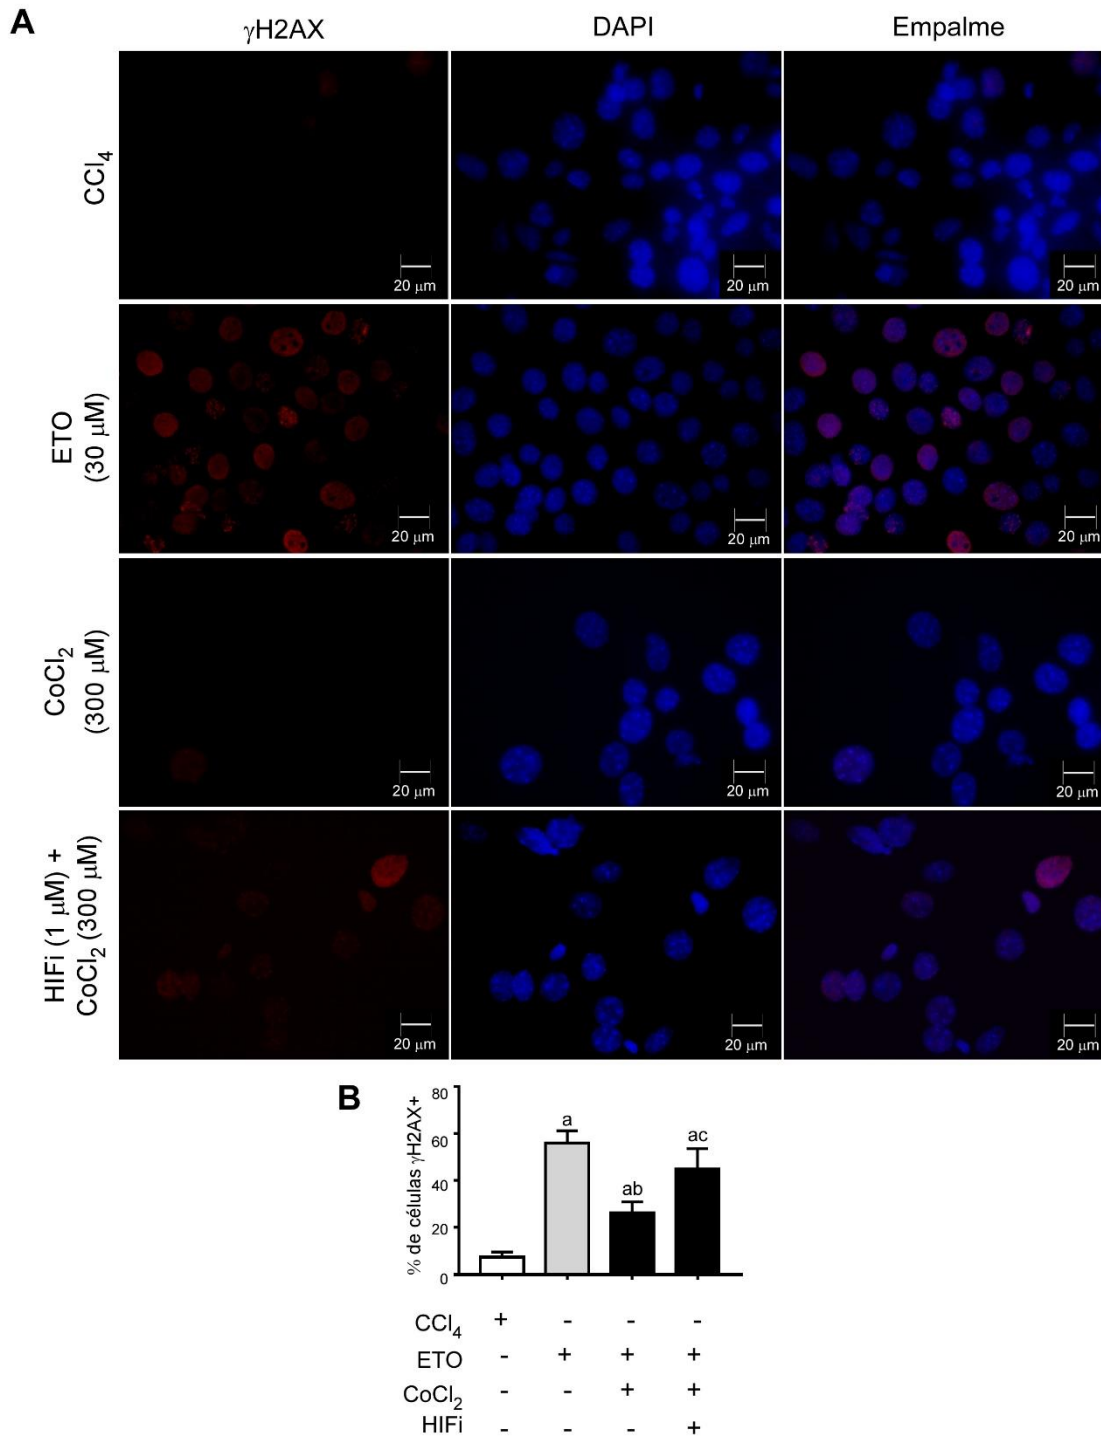 A
γH2AX DAPI Empalme
CCl₄
20 μm 20 μm 20 μm
ETO
(30 μM)
20 μm 20 μm 20 μm
CoCl₂
(300 μM)
20 μm 20 μm 20 μm
HIFi (1 μM) +
CoCl₂ (300 μM)
20 μm 20 μm 20 μm
B
% de células γH2AX+
80
60
40
20
0
a
ab
ac
CCl₄ + - - -
ETO - + + +
CoCl₂ - - + +
HIFi - - - +